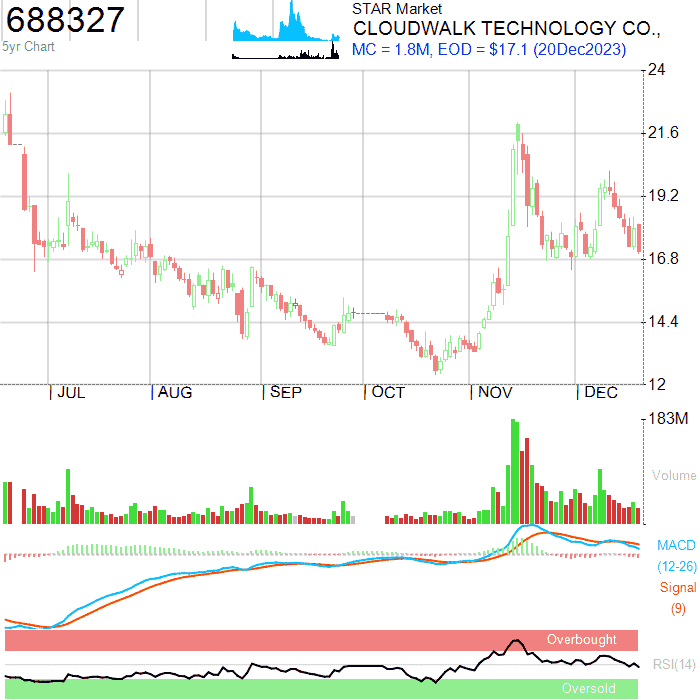 688327
5yr Chart
STAR Market
CLOUDWALK TECHNOLOGY CO.,
MC = 1.8M, EOD = $17.1 (20Dec2023)
24
21.6
19.2
16.8
14.4
12
JUL AUG SEP OCT NOV DEC
183M
Volume
MACD
(12-26)
Signal
(9)
Overbought
RSI(14)
Oversold